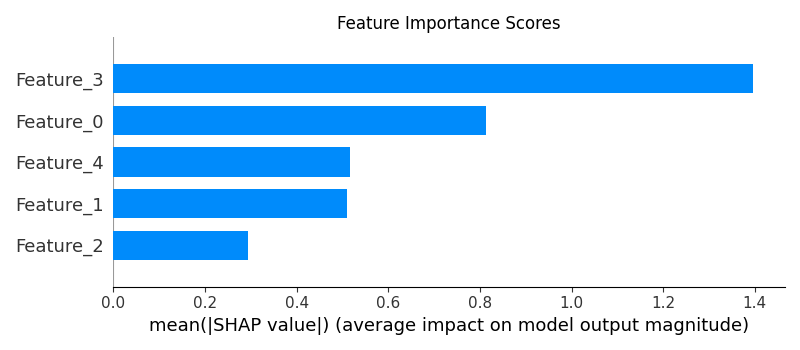 Feature Importance Scores
Feature_3
Feature_0
Feature_4
Feature_1
Feature_2
0.0 0.2 0.4 0.6 0.8 1.0 1.2 1.4
mean(|SHAP value|) (average impact on model output magnitude)